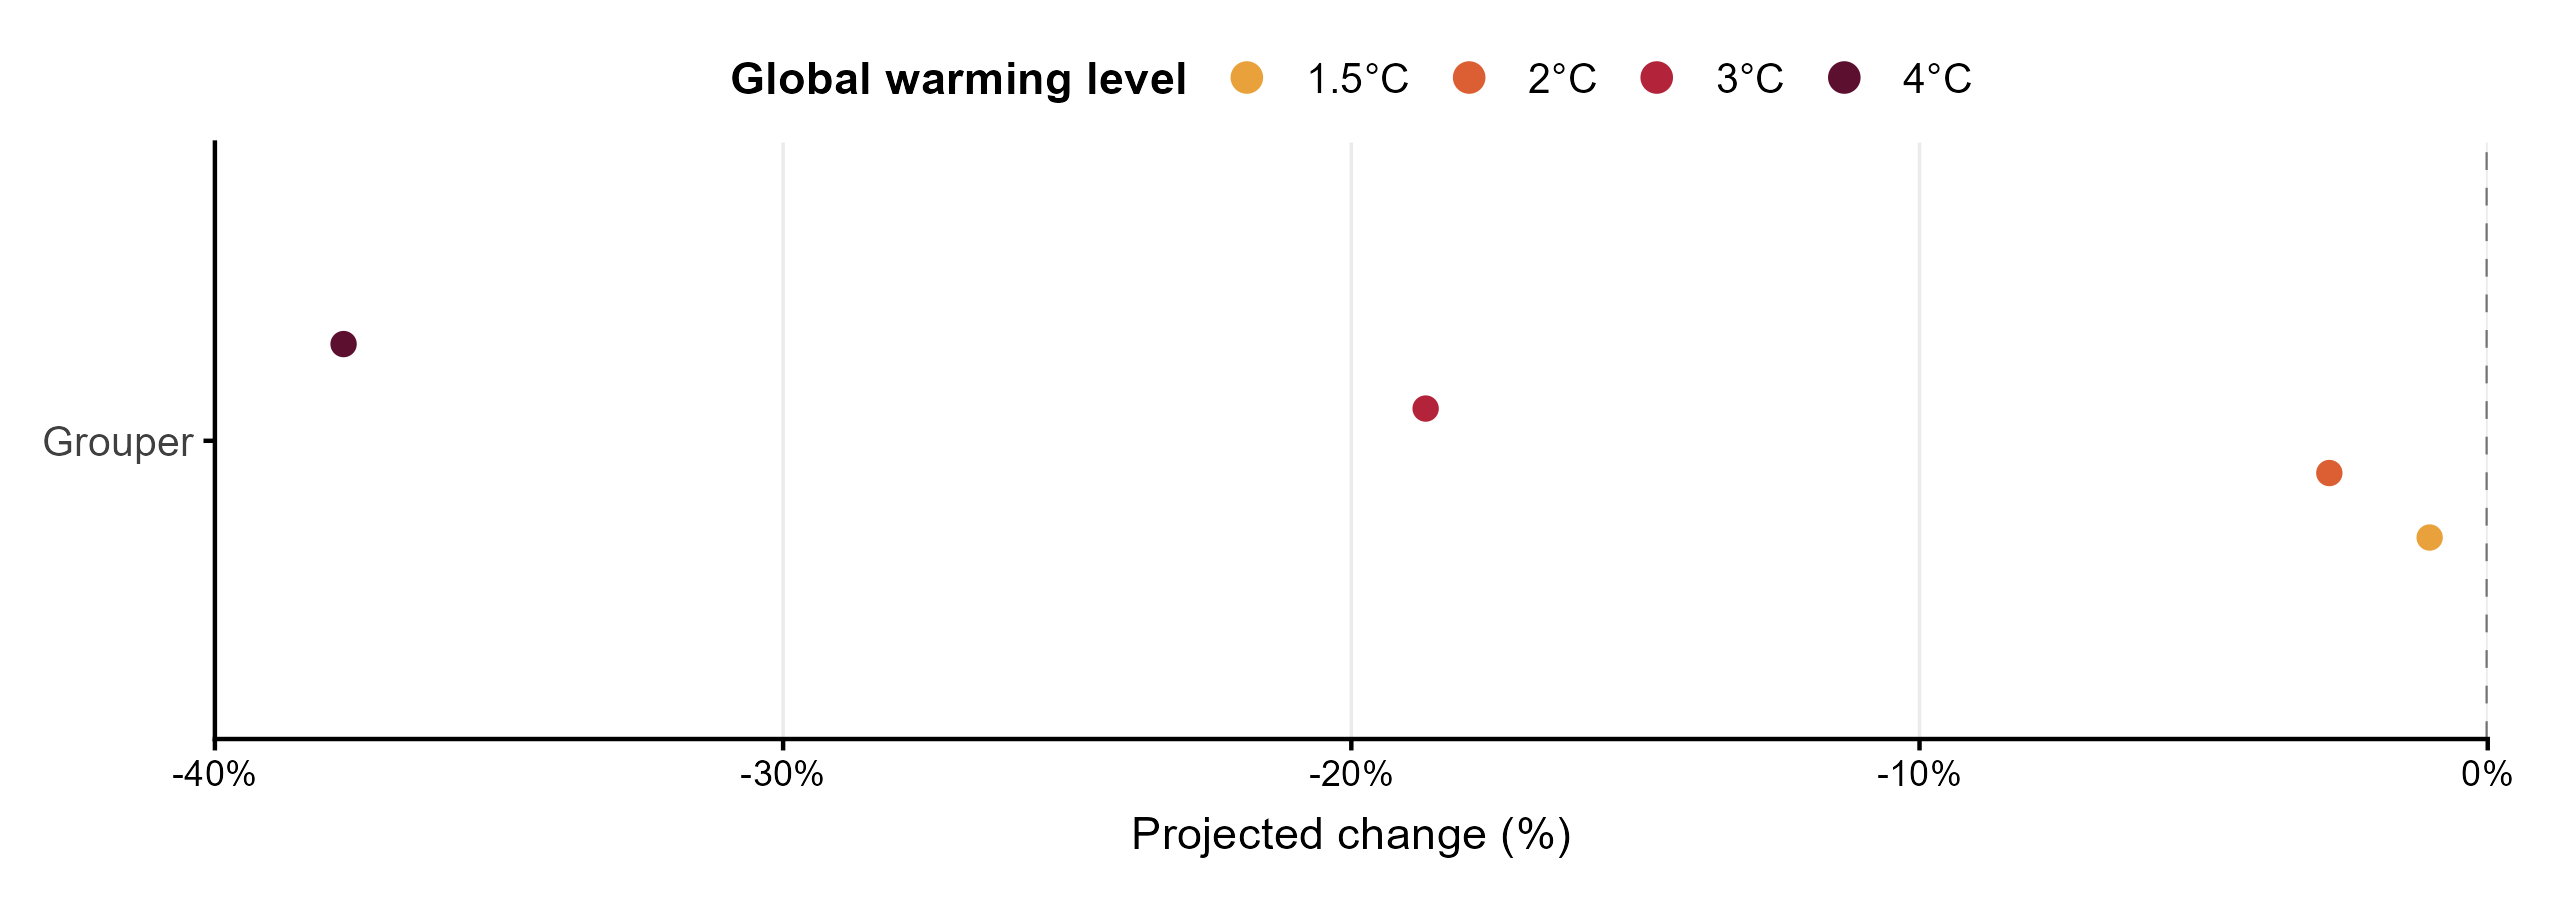 Global warming level 1.5°C 2°C 3°C 4°C
Grouper
-40% -30% -20% -10% 0%
Projected change (%)